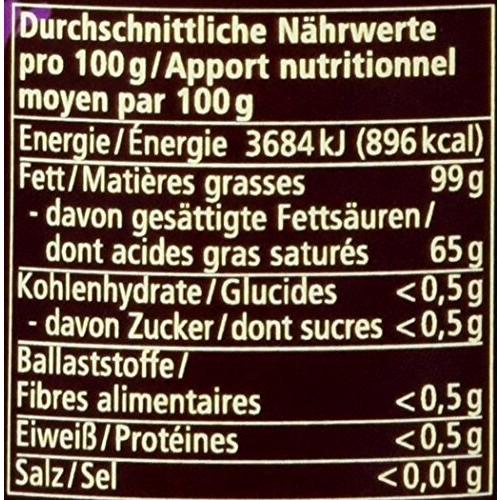 Durchschnittliche Nährwerte
pro 100 g/Apport nutritionnel
moyen par 100 g
Energie/Énergie 3684 kJ (896 kcal)
Fett/Matières grasses 99 g
- davon gesättigte Fettsäuren/
dont acides gras saturés 65 g
Kohlenhydrate/Glucides <0,5 g
- davon Zucker/dont sucres <0,5 g
Ballaststoffe/
Fibres alimentaires <0,5 g
Eiweiß/Protéines <0,5 g
Salz/Sel <0,01 g